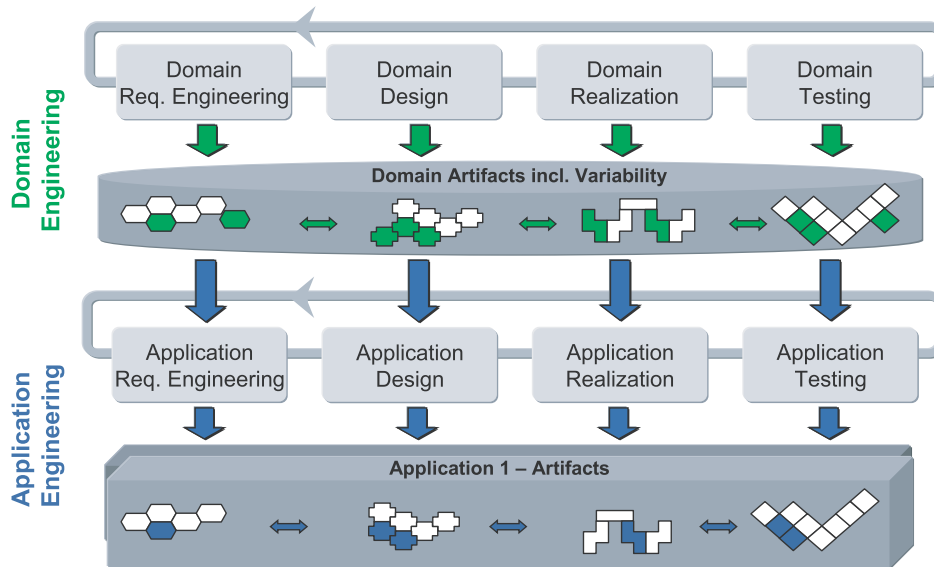 Domain
Engineering
Domain
Req. Engineering
Domain
Design
Domain
Realization
Domain
Testing
Domain Artifacts incl. Variability
Application
Engineering
Application
Req. Engineering
Application
Design
Application
Realization
Application
Testing
Application 1 – Artifacts